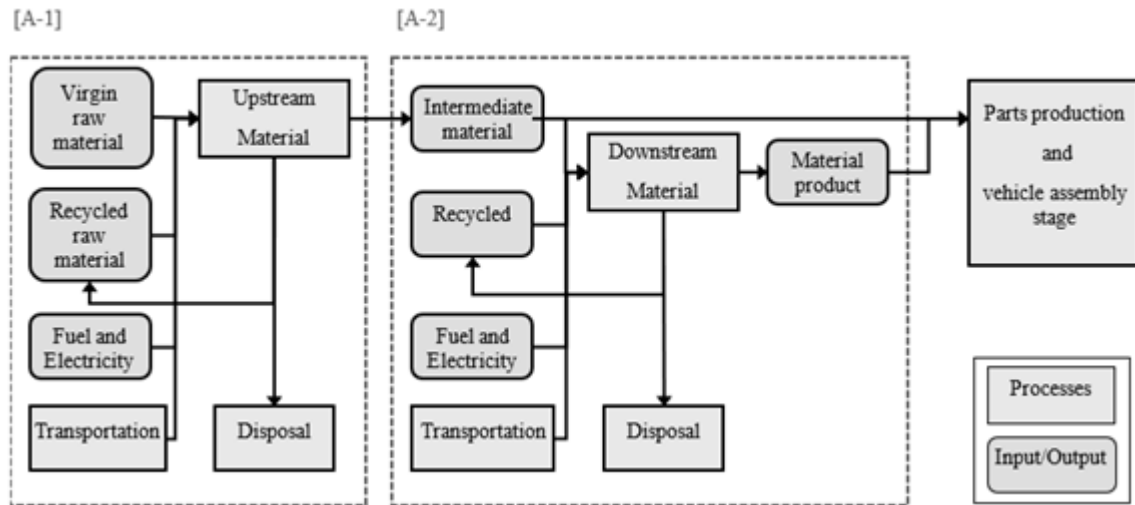 [A-1]
[A-2]
Virgin
raw
material
Upstream
Material
Recycled
raw
material
Fuel and
Electricity
Transportation
Disposal
Intermediate
material
Downstream
Material
Material
product
Recycled
Fuel and
Electricity
Transportation
Disposal
Parts production
and
vehicle assembly
stage
Processes
Input/Output